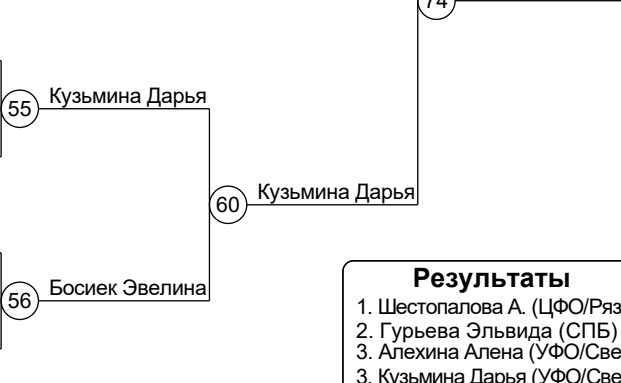 74
Кузьмина Дарья
55
Кузьмина Дарья
60
Босиек Эвелина
56
Результаты
1. Шестопалова А. (ЦФО/Ряз
2. Гурьева Эльвида (СПБ)
3. Алехина Алена (УФО/Све
3. Кузьмина Дарья (УФО/Све